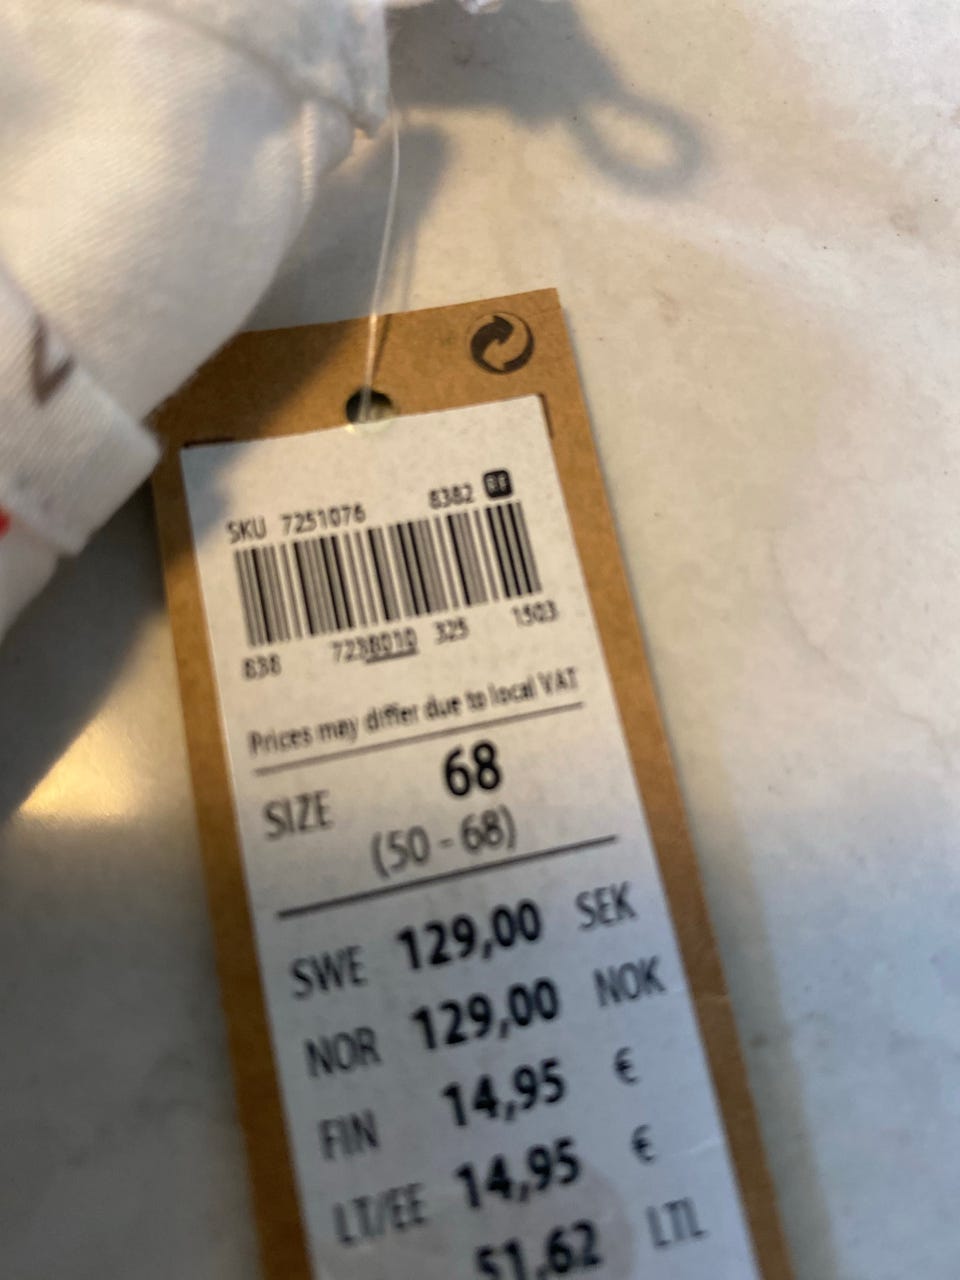 SKU 7251076 8382 RF
838 7238010 325 1503
Prices may differ due to local VAT
SIZE 68
(50 - 68)
SWE 129,00 SEK
NOR 129,00 NOK
FIN 14,95 €
LT/EE 14,95 €
51,62 LTL